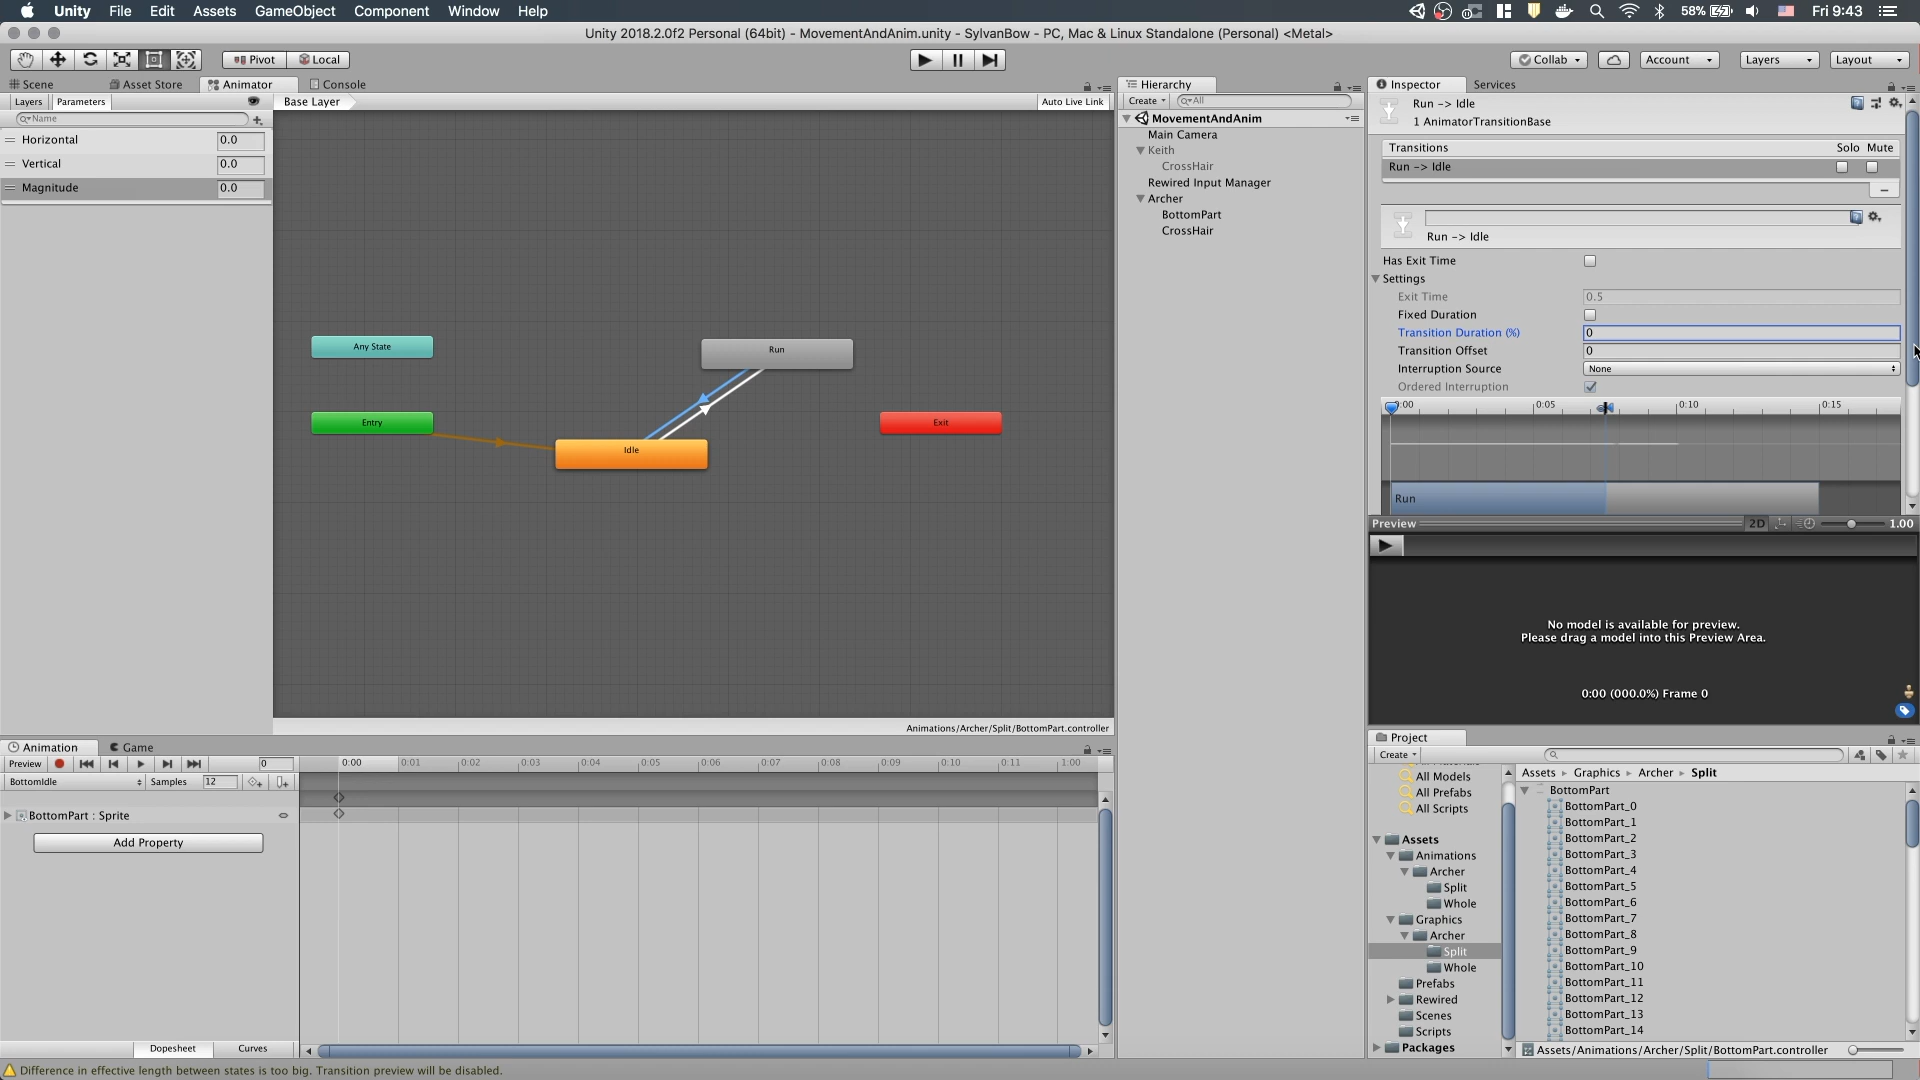 Unity File Edit Assets GameObject Component Window Help 58% Fri 9:43
Unity 2018.2.0f2 Personal (64bit) - MovementAndAnim.unity - SylvanBow - PC, Mac & Linux Standalone (Personal) <Metal>
Pivot Local Collab Account Layers Layout
Scene Asset Store Animator Console
Layers Parameters
Name
Horizontal 0.0
Vertical 0.0
Magnitude 0.0
Base Layer Auto Live Link
Any State
Run
Entry
Idle
Exit
Animations/Archer/Split/BottomPart.controller
Hierarchy
Create All
MovementAndAnim
Main Camera
Keith
CrossHair
Rewired Input Manager
Archer
BottomPart
CrossHair
Inspector Services
Run -> Idle
1 AnimatorTransitionBase
Transitions Solo Mute
Run -> Idle
Run -> Idle
Has Exit Time
Settings
Exit Time 0.5
Fixed Duration
Transition Duration (%) 0
Transition Offset 0
Interruption Source None
Ordered Interruption
0:05 0:10 0:15
Run
Preview 2D 1.00
No model is available for preview.
Please drag a model into this Preview Area.
0:00 (000.0%) Frame 0
Animation Game
Preview 0
BottomIdle Samples 12
0:00 0:01 0:02 0:03 0:04 0:05 0:06 0:07 0:08 0:09 0:10 0:11 1:00
BottomPart : Sprite
Add Property
Dopesheet Curves
Project
Create
All Models
All Prefabs
All Scripts
Assets
Animations
Archer
Split
Whole
Graphics
Archer
Split
Whole
Prefabs
Rewired
Scenes
Scripts
Packages
Assets Graphics Archer Split
BottomPart
BottomPart_0
BottomPart_1
BottomPart_2
BottomPart_3
BottomPart_4
BottomPart_5
BottomPart_6
BottomPart_7
BottomPart_8
BottomPart_9
BottomPart_10
BottomPart_11
BottomPart_12
BottomPart_13
BottomPart_14
Assets/Animations/Archer/Split/BottomPart.controller
Difference in effective length between states is too big. Transition preview will be disabled.